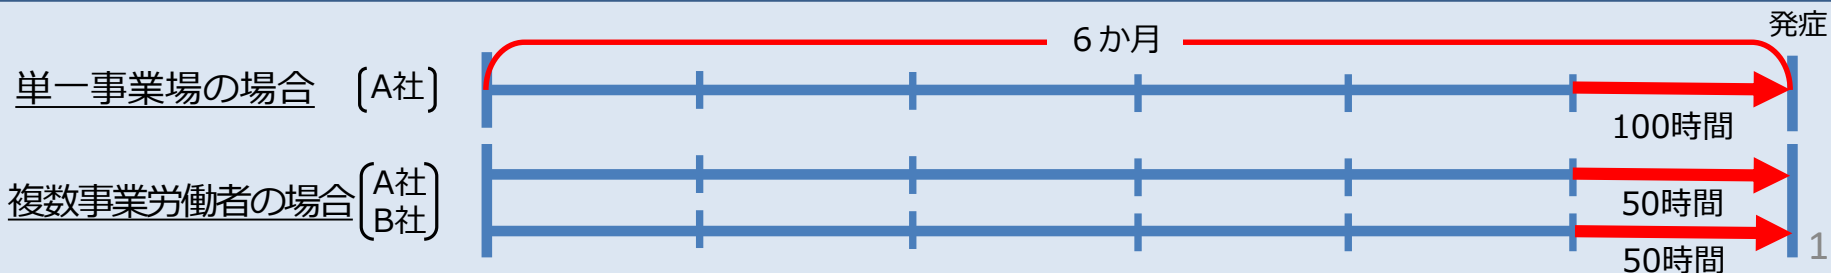 発症
６か月
単一事業場の場合
A社
100時間
複数事業労働者の場合
A社
B社
50時間
50時間
1